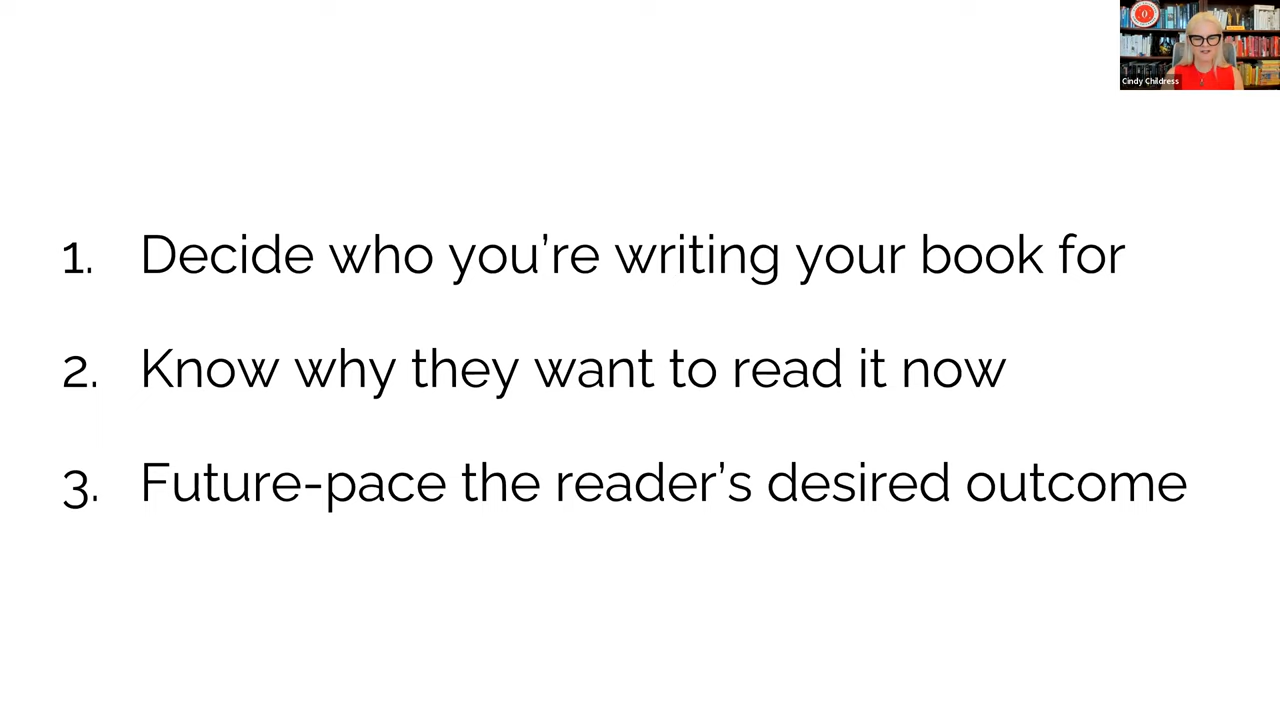 Cindy Childress
1. Decide who you’re writing your book for
2. Know why they want to read it now
3. Future-pace the reader’s desired outcome